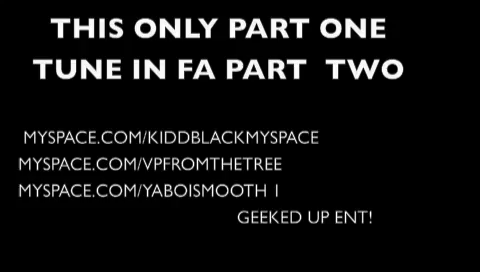 THIS ONLY PART ONE
TUNE IN FA PART TWO
MYSPACE.COM/KIDDBLACKMYSPACE
MYSPACE.COM/VPFROMTHETREE
MYSPACE.COM/YABOISMOOTH 1
GEEKED UP ENT!